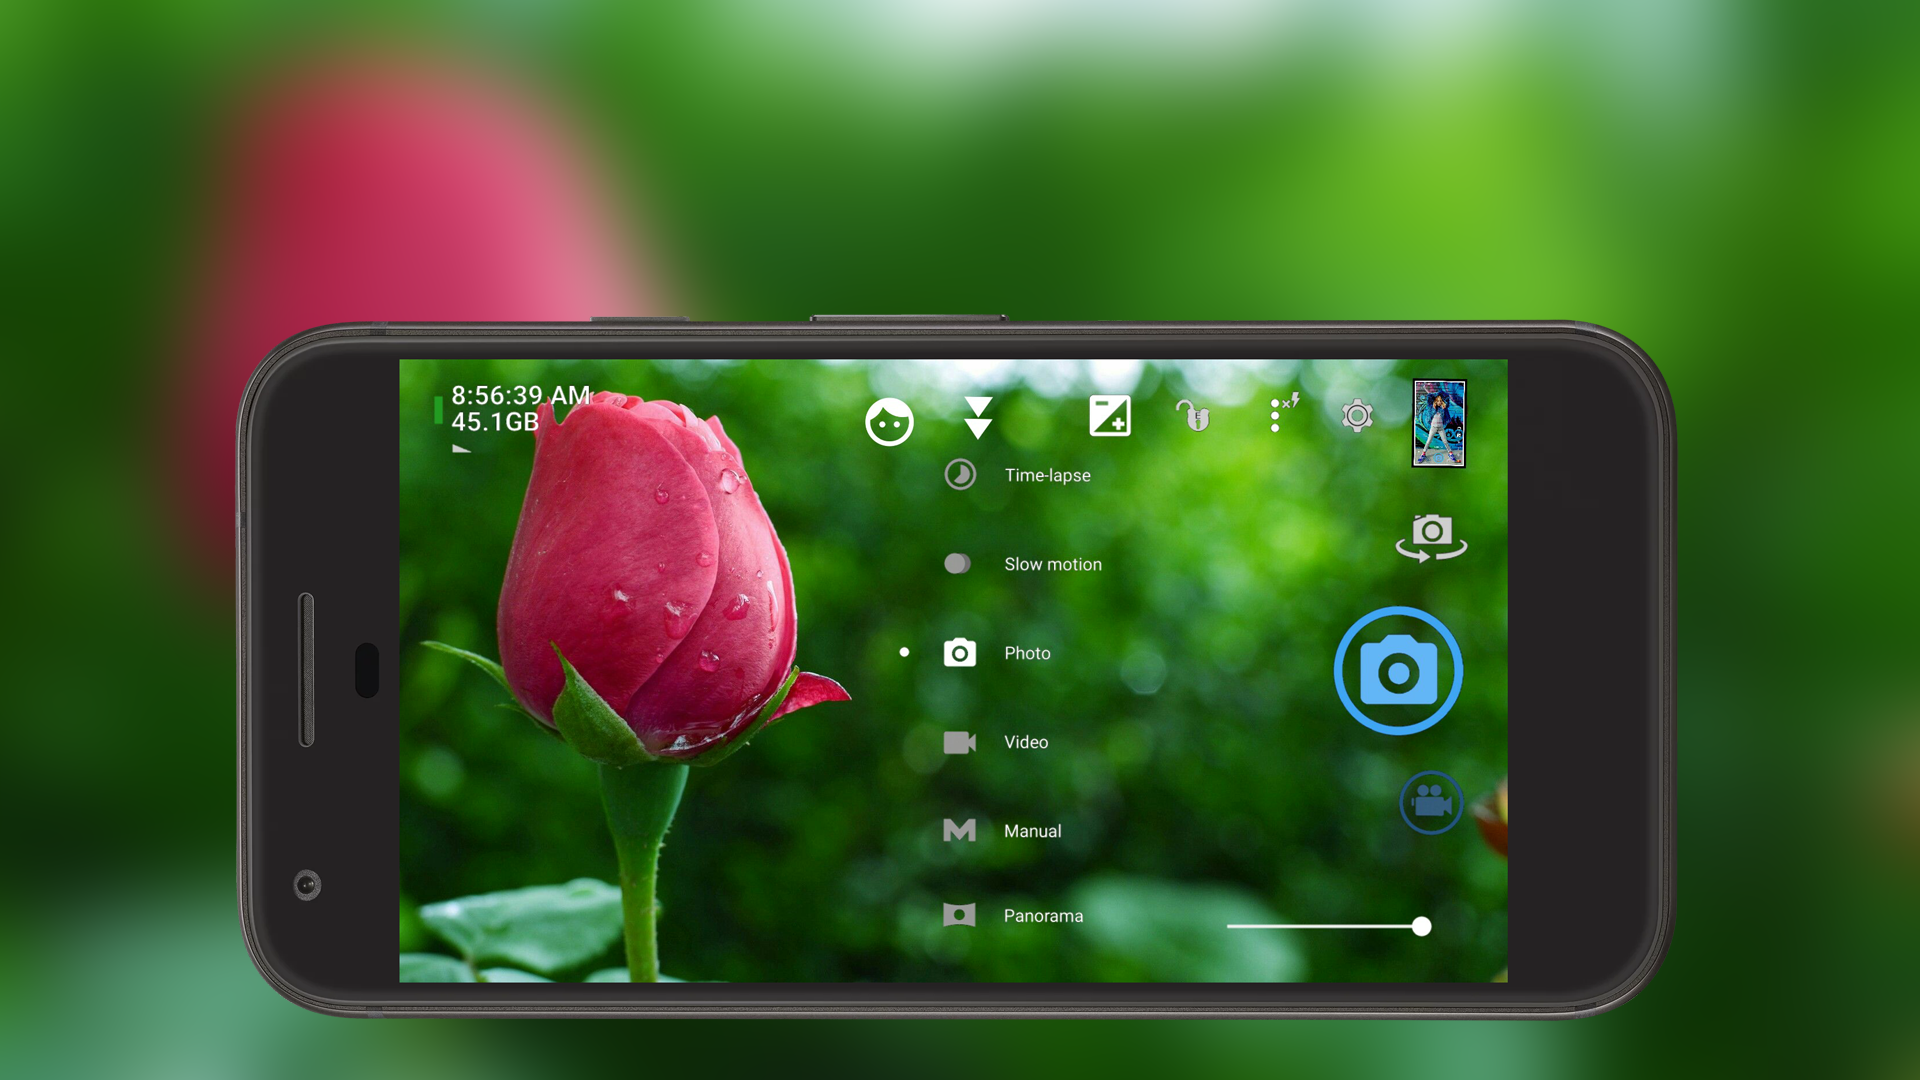 8:56:39 AM
45.1GB
Time-lapse
Slow motion
Photo
Video
Manual
Panorama